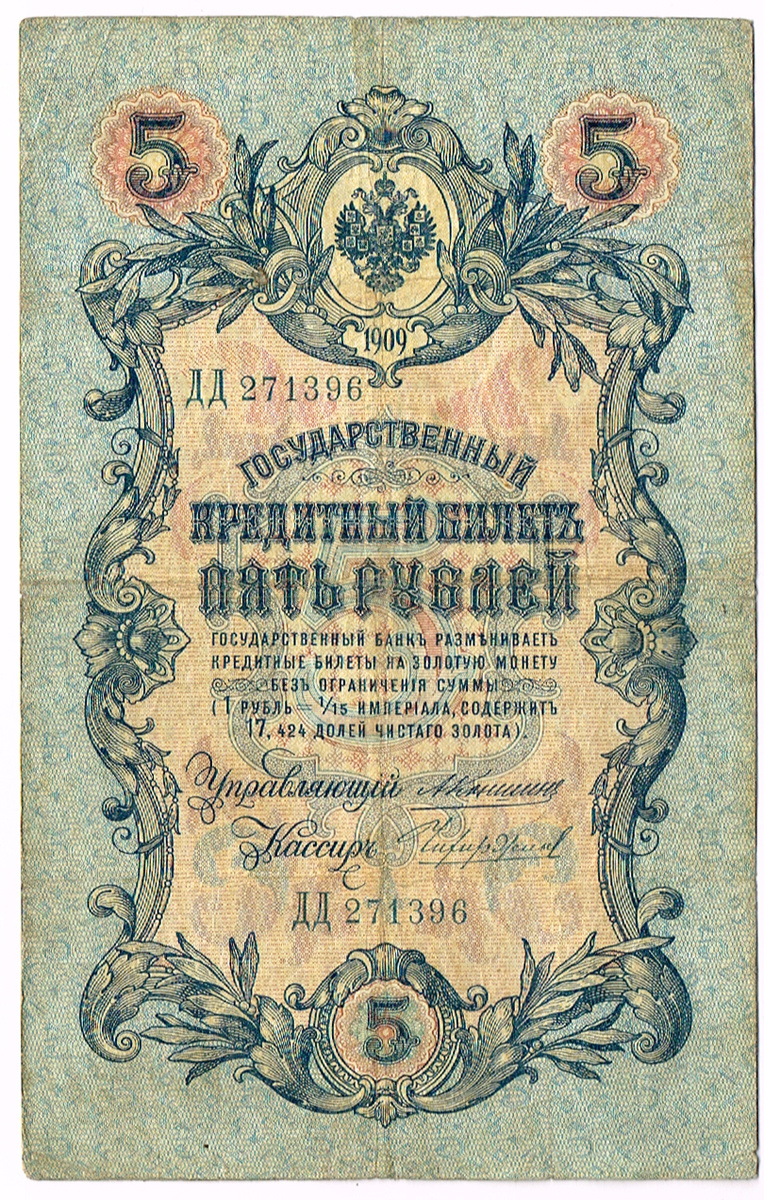 5 5
1909
ДД 271396
ГОСУДАРСТВЕННЫЙ
КРЕДИТНЫЙ БИЛЕТЪ
ПЯТЬ РУБЛЕЙ
ГОСУДАРСТВЕННЫЙ БАНКЪ РАЗМѢНИВАЕТЪ
КРЕДИТНЫЕ БИЛЕТЫ НА ЗОЛОТУЮ МОНЕТУ
БЕЗЪ ОГРАНИЧЕНІЯ СУММЫ
(1 РУБЛЬ = 1/15 ИМПЕРІАЛА, СОДЕРЖИТЪ
17,424 ДОЛЕЙ ЧИСТАГО ЗОЛОТА).
Управляющій
Кассиръ
ДД 271396
5